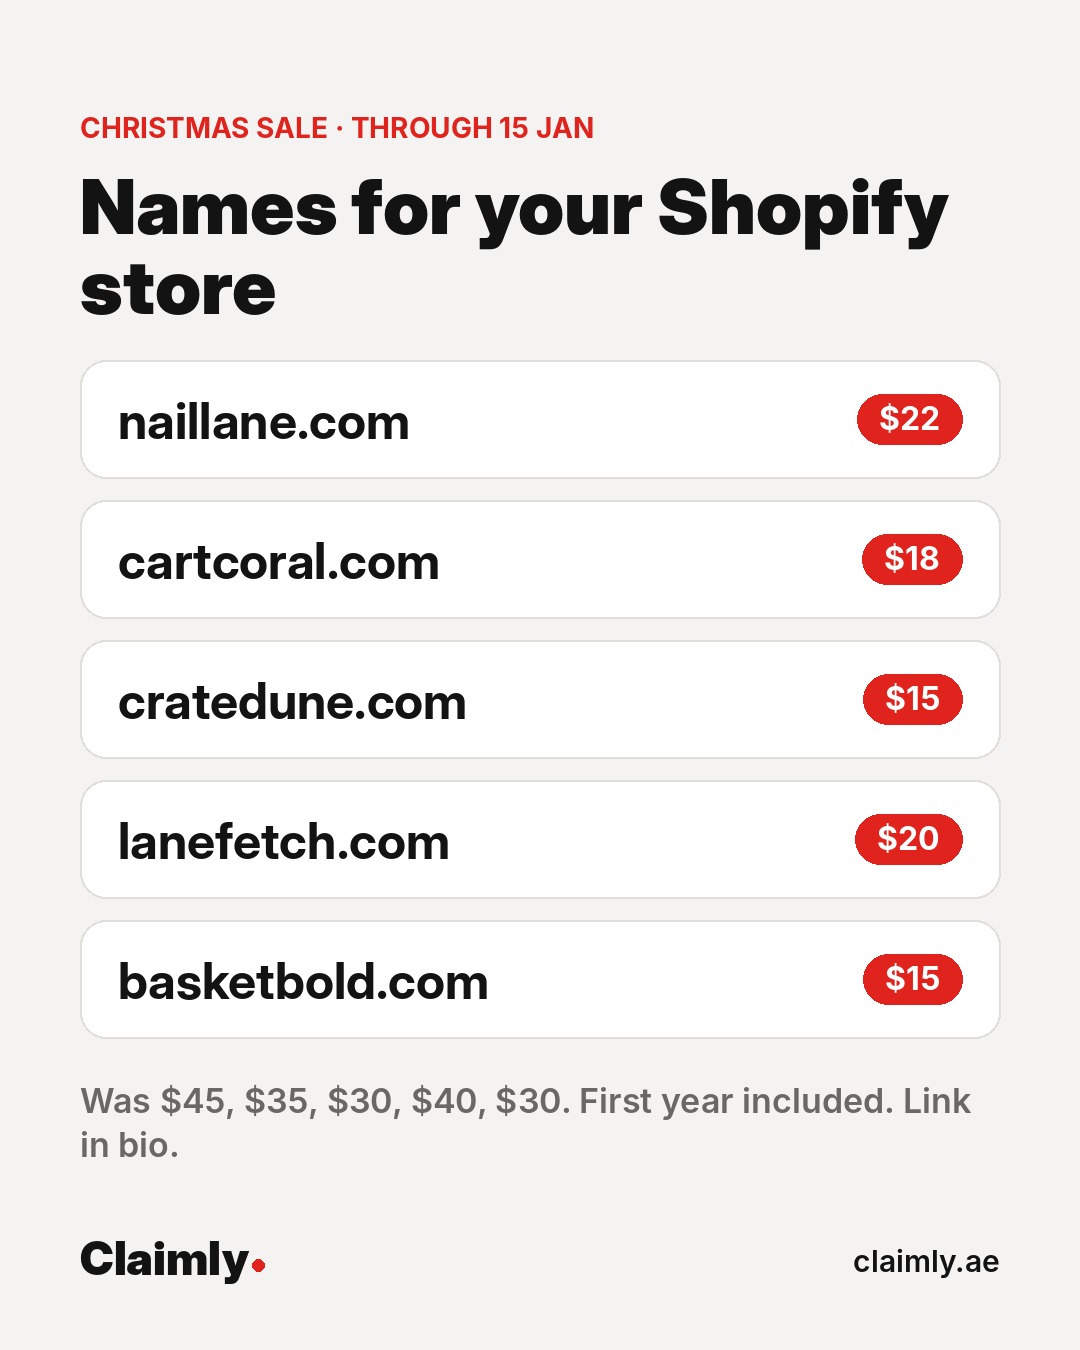 CHRISTMAS SALE · THROUGH 15 JAN
Names for your Shopify
store
naillane.com $22
cartcoral.com $18
cratedune.com $15
lanefetch.com $20
basketbold.com $15
Was $45, $35, $30, $40, $30. First year included. Link
in bio.
Claimly. claimly.ae